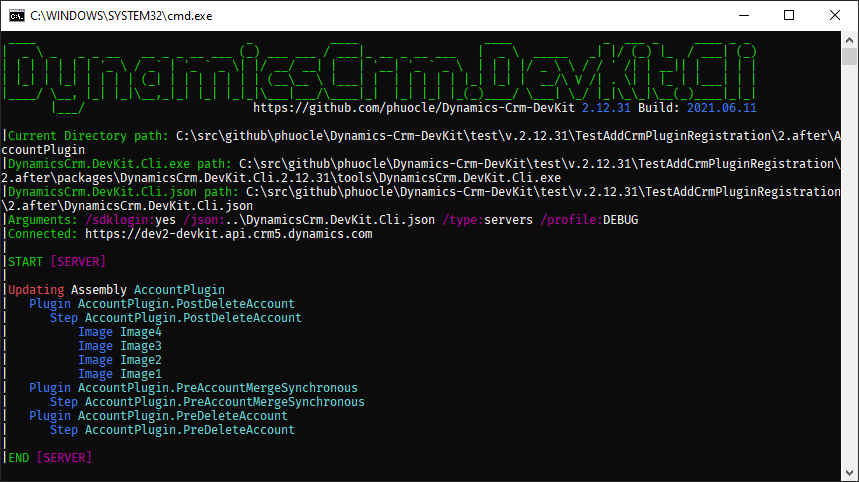 C:\WINDOWS\SYSTEM32\cmd.exe
DynamicsCrm.DevKit.Cli
https://github.com/phuocle/Dynamics-Crm-DevKit 2.12.31 Build: 2021.06.11
|Current Directory path: C:\src\github\phuocle\Dynamics-Crm-DevKit\test\v.2.12.31\TestAddCrmPluginRegistration\2.after\A
ccountPlugin
|DynamicsCrm.DevKit.Cli.exe path: C:\src\github\phuocle\Dynamics-Crm-DevKit\test\v.2.12.31\TestAddCrmPluginRegistration\
2.after\packages\DynamicsCrm.DevKit.Cli.2.12.31\tools\DynamicsCrm.DevKit.Cli.exe
|DynamicsCrm.DevKit.Cli.json path: C:\src\github\phuocle\Dynamics-Crm-DevKit\test\v.2.12.31\TestAddCrmPluginRegistration
\2.after\DynamicsCrm.DevKit.Cli.json
|Arguments: /sdklogin:yes /json:..\DynamicsCrm.DevKit.Cli.json /type:servers /profile:DEBUG
|Connected: https://dev2-devkit.api.crm5.dynamics.com
|
|START [SERVER]
|
|Updating Assembly AccountPlugin
|   Plugin AccountPlugin.PostDeleteAccount
|      Step AccountPlugin.PostDeleteAccount
|          Image Image4
|          Image Image3
|          Image Image2
|          Image Image1
|   Plugin AccountPlugin.PreAccountMergeSynchronous
|      Step AccountPlugin.PreAccountMergeSynchronous
|   Plugin AccountPlugin.PreDeleteAccount
|      Step AccountPlugin.PreDeleteAccount
|
|END [SERVER]